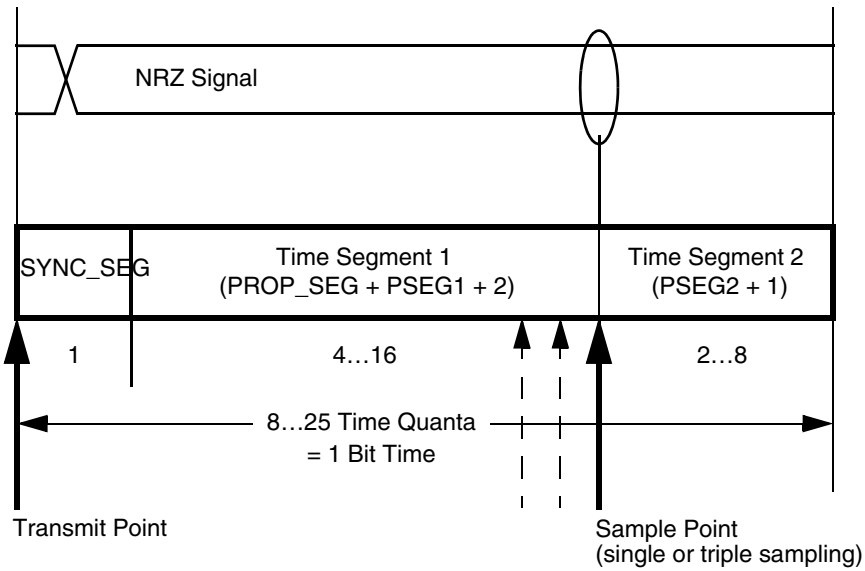 NRZ Signal
SYNC_SEG
Time Segment 1
(PROP_SEG + PSEG1 + 2)
Time Segment 2
(PSEG2 + 1)
1
4…16
2…8
8…25 Time Quanta
= 1 Bit Time
Transmit Point
Sample Point
(single or triple sampling)